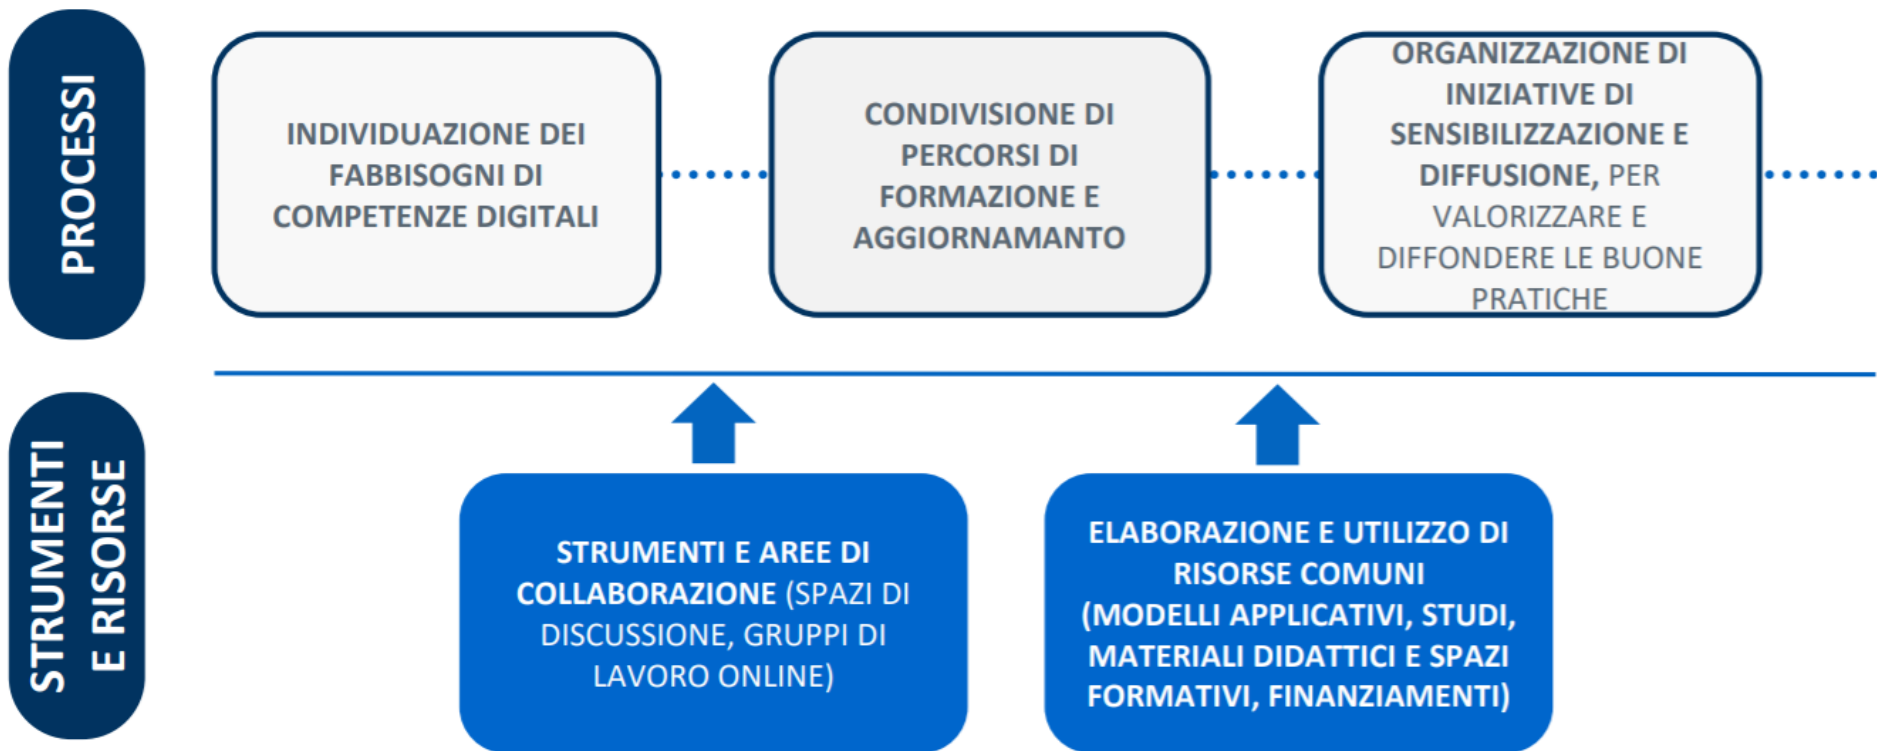 PROCESSI
INDIVIDUAZIONE DEI
FABBISOGNI DI
COMPETENZE DIGITALI
CONDIVISIONE DI
PERCORSI DI
FORMAZIONE E
AGGIORNAMANTO
ORGANIZZAZIONE DI
INIZIATIVE DI
SENSIBILIZZAZIONE E
DIFFUSIONE, PER
VALORIZZARE E
DIFFONDERE LE BUONE
PRATICHE
STRUMENTI
E RISORSE
STRUMENTI E AREE DI
COLLABORAZIONE (SPAZI DI
DISCUSSIONE, GRUPPI DI
LAVORO ONLINE)
ELABORAZIONE E UTILIZZO DI
RISORSE COMUNI
(MODELLI APPLICATIVI, STUDI,
MATERIALI DIDATTICI E SPAZI
FORMATIVI, FINANZIAMENTI)